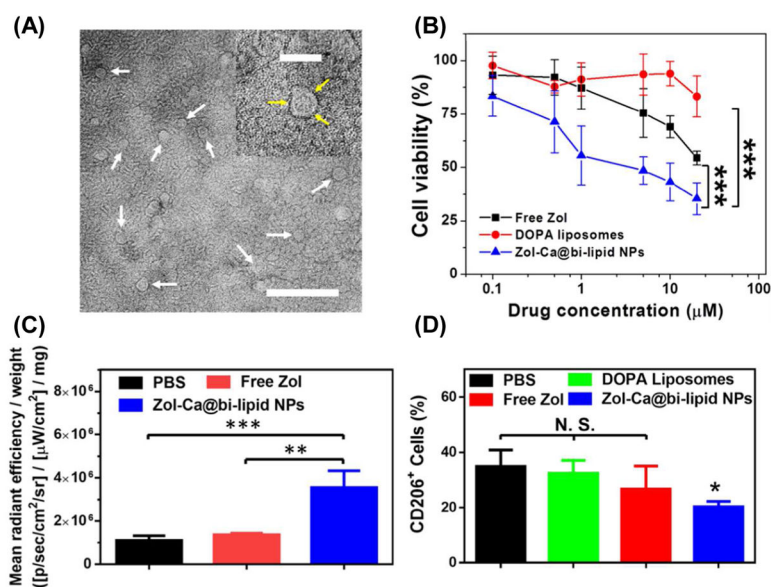 (A)
(B)
Cell viability (%)
100
75
50
25
0
0.1
1
10
100
Drug concentration (μM)
Free Zol
DOPA liposomes
Zol-Ca@bi-lipid NPs
***
***
(C)
Mean radiant efficiency / weight
([p/sec/cm²/sr] / [μW/cm²] / mg)
8×10⁶
6×10⁶
4×10⁶
2×10⁶
0
PBS
Free Zol
Zol-Ca@bi-lipid NPs
***
**
(D)
CD206⁺ Cells (%)
60
40
20
0
PBS
DOPA Liposomes
Free Zol
Zol-Ca@bi-lipid NPs
N. S.
*